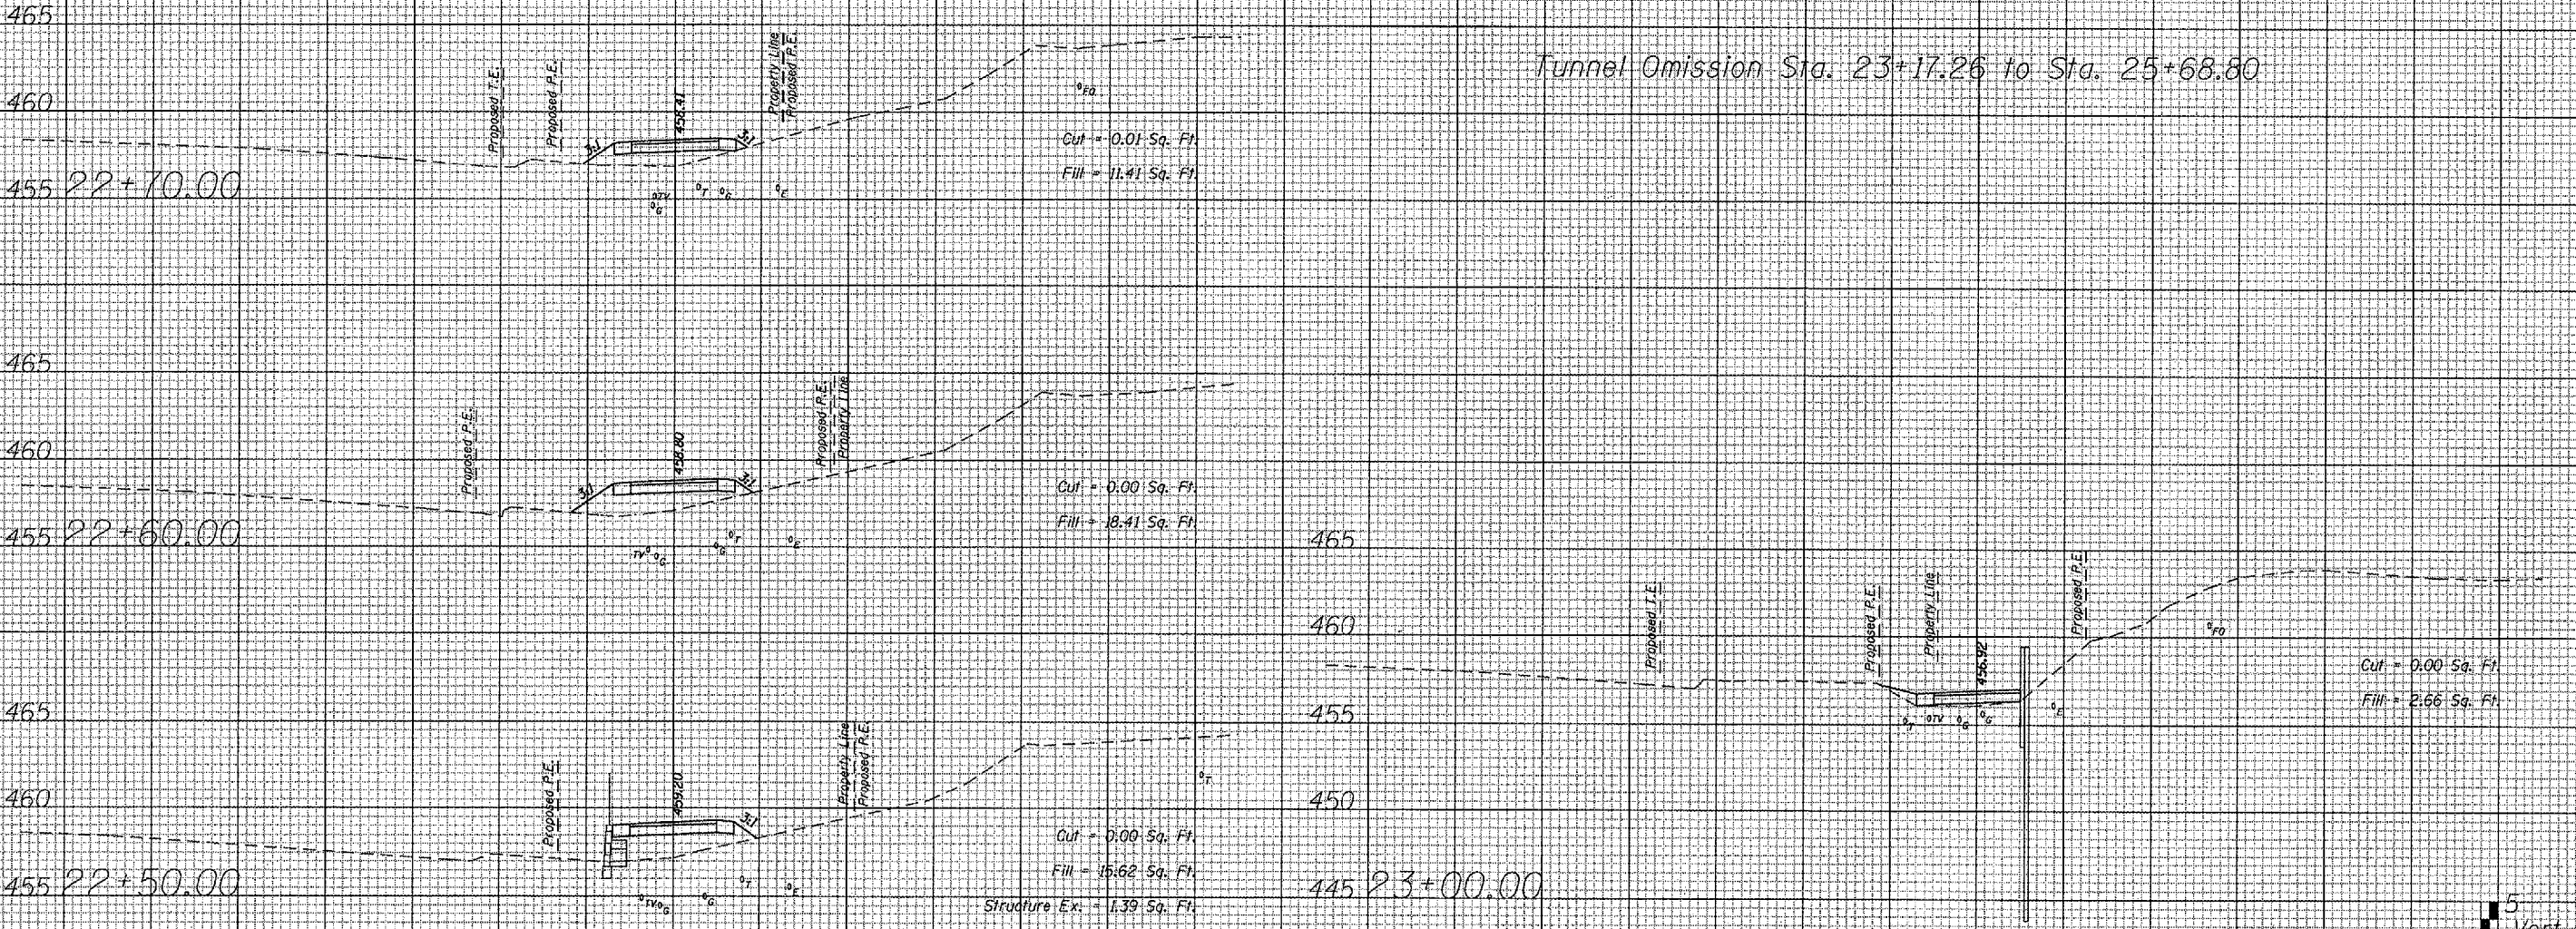 465
460
455 22+70.00
Proposed T.E.
Proposed P.E.
3:1
458.41
3:1
Property Line
Proposed P.E.
FO
Cut = 0.01 Sq. Ft.
Fill = 11.41 Sq. Ft.
TV
G
T
G
E
Tunnel Omission Sta. 23+17.26 to Sta. 25+68.80
465
460
455 22+60.00
Proposed P.E.
3:1
458.80
3:1
Proposed P.E.
Property Line
Cut = 0.00 Sq. Ft.
Fill = 18.41 Sq. Ft.
TV
G
G
T
E
465
460
455 22+50.00
Proposed P.E.
459.20
3:1
Property Line
Proposed P.E.
T
Cut = 0.00 Sq. Ft.
Fill = 15.62 Sq. Ft.
Structure Ex. = 1.39 Sq. Ft.
TV
G
G
T
E
465
460
455
450
445 23+00.00
Proposed T.E.
Proposed P.E.
Property Line
456.92
Proposed P.E.
FO
Cut = 0.00 Sq. Ft.
Fill = 2.66 Sq. Ft.
T
TV
G
G
E
5